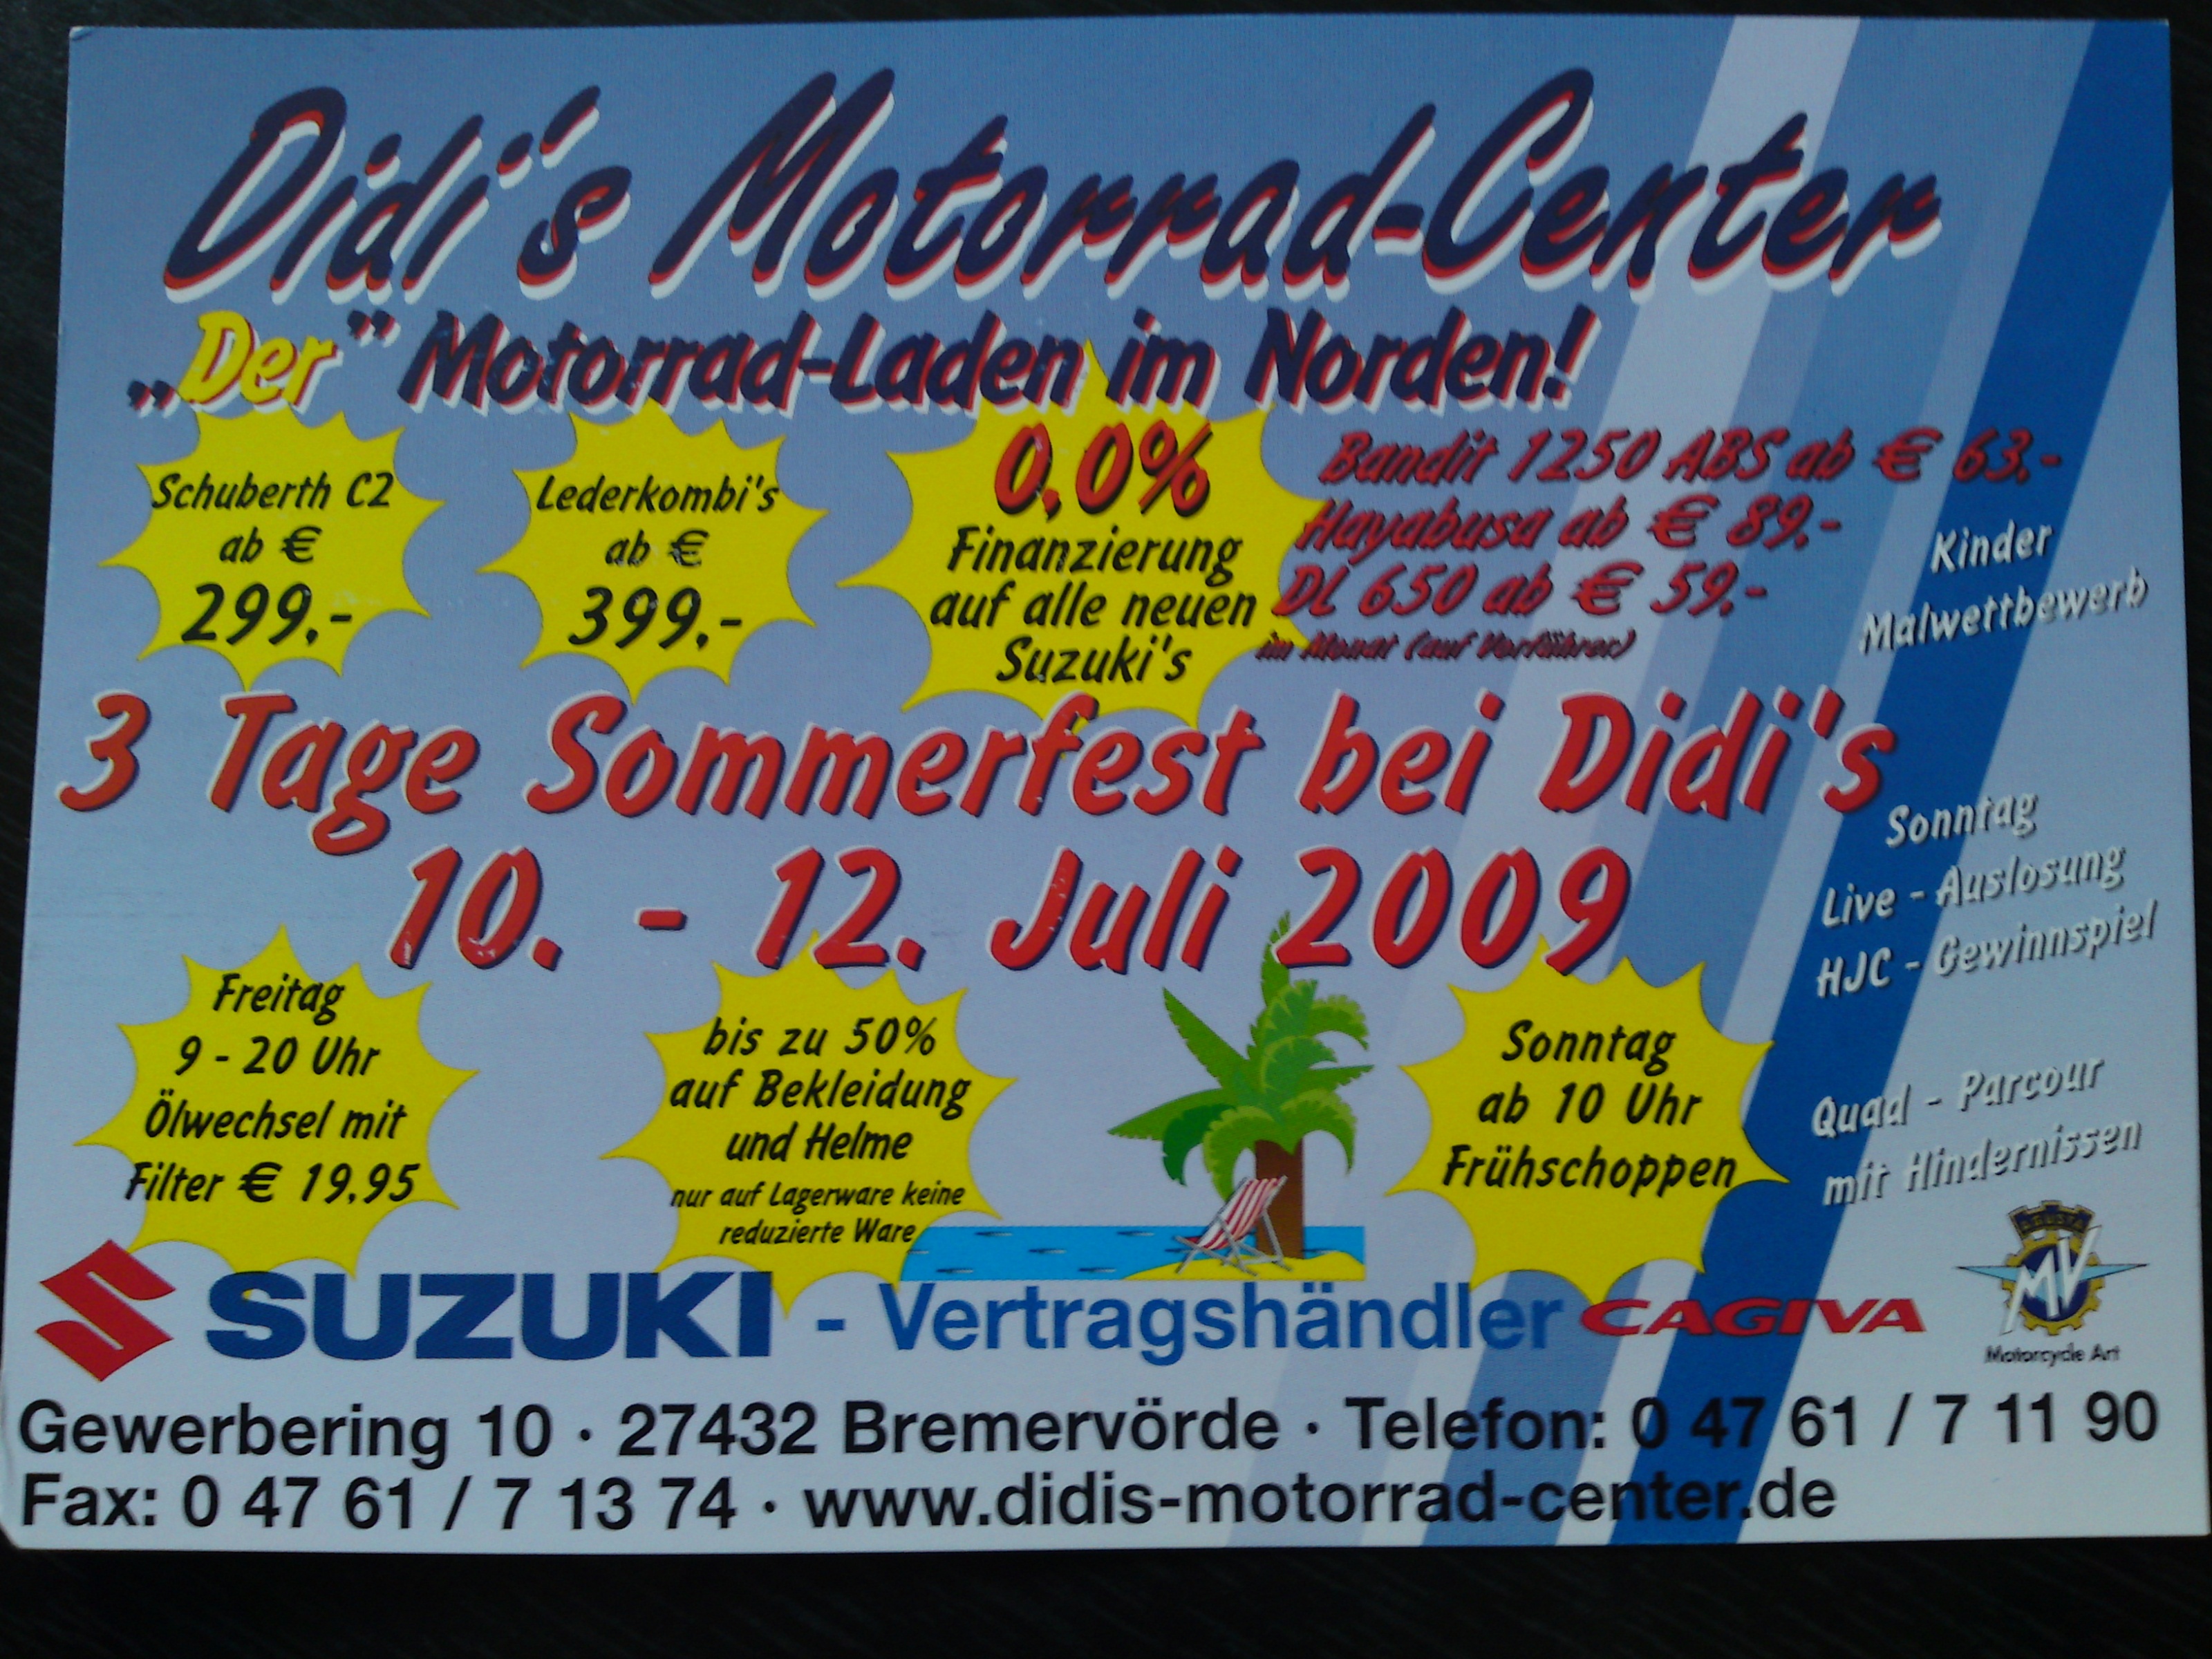 Didi's Motorrad-Center
„Der" Motorrad-Laden im Norden!
Schuberth C2
ab €
299,-
Lederkombi's
ab €
399,-
0,0%
Finanzierung
auf alle neuen
Suzuki's
Bandit 1250 ABS ab € 63,-
Hayabusa ab € 89,-
DL 650 ab € 59,-
im Monat (auf Vorführer)
Kinder
Malwettbewerb
3 Tage Sommerfest bei Didi's
10. - 12. Juli 2009
Sonntag
Live - Auslosung
HJC - Gewinnspiel
Freitag
9 - 20 Uhr
Ölwechsel mit
Filter € 19,95
bis zu 50%
auf Bekleidung
und Helme
nur auf Lagerware keine
reduzierte Ware
Sonntag
ab 10 Uhr
Frühschoppen
Quad - Parcour
mit Hindernissen
SUZUKI - Vertragshändler CAGIVA
AGUSTA
MV
Motorcycle Art
Gewerbering 10 · 27432 Bremervörde · Telefon: 0 47 61 / 7 11 90
Fax: 0 47 61 / 7 13 74 · www.didis-motorrad-center.de